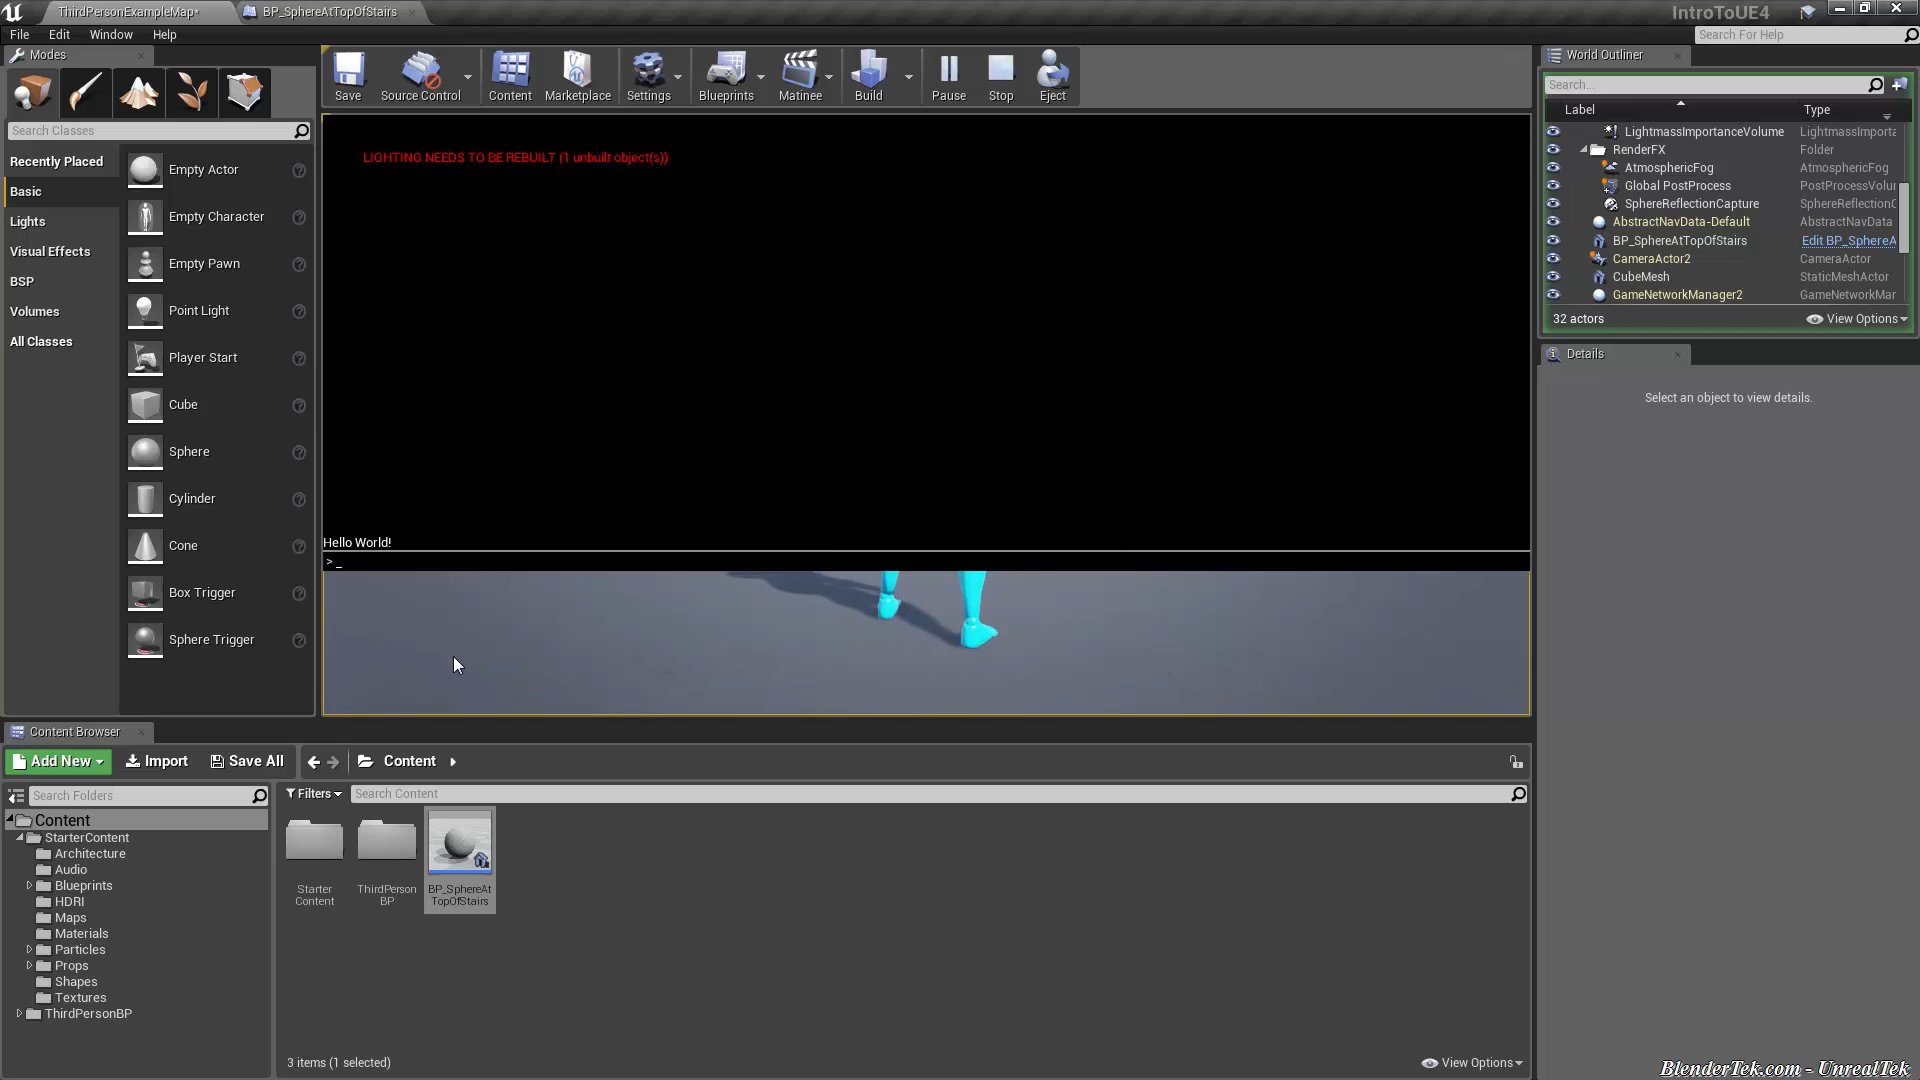 ThirdPersonExampleMap*
BP_SphereAtTopOfStairs
IntroToUE4
File
Edit
Window
Help
Search For Help
Modes
Save
Source Control
Content
Marketplace
Settings
Blueprints
Matinee
Build
Pause
Stop
Eject
World Outliner
Search...
Label
Type
Search Classes
Recently Placed
Basic
Lights
Visual Effects
BSP
Volumes
All Classes
Empty Actor
Empty Character
Empty Pawn
Point Light
Player Start
Cube
Sphere
Cylinder
Cone
Box Trigger
Sphere Trigger
LIGHTING NEEDS TO BE REBUILT (1 unbuilt object(s))
Hello World!
> _
LightmassImportanceVolume LightmassImporta
RenderFX Folder
AtmosphericFog AtmosphericFog
Global PostProcess PostProcessVolu
SphereReflectionCapture SphereReflectionC
AbstractNavData-Default AbstractNavData
BP_SphereAtTopOfStairs Edit BP_SphereA
CameraActor2 CameraActor
CubeMesh StaticMeshActor
GameNetworkManager2 GameNetworkMar
32 actors
View Options
Details
Select an object to view details.
Content Browser
Add New
Import
Save All
Content
Search Folders
Filters
Search Content
Content
StarterContent
Architecture
Audio
Blueprints
HDRI
Maps
Materials
Particles
Props
Shapes
Textures
ThirdPersonBP
Starter
Content
ThirdPerson
BP
BP_SphereAt
TopOfStairs
3 items (1 selected)
View Options
BlenderTek.com - UnrealTek